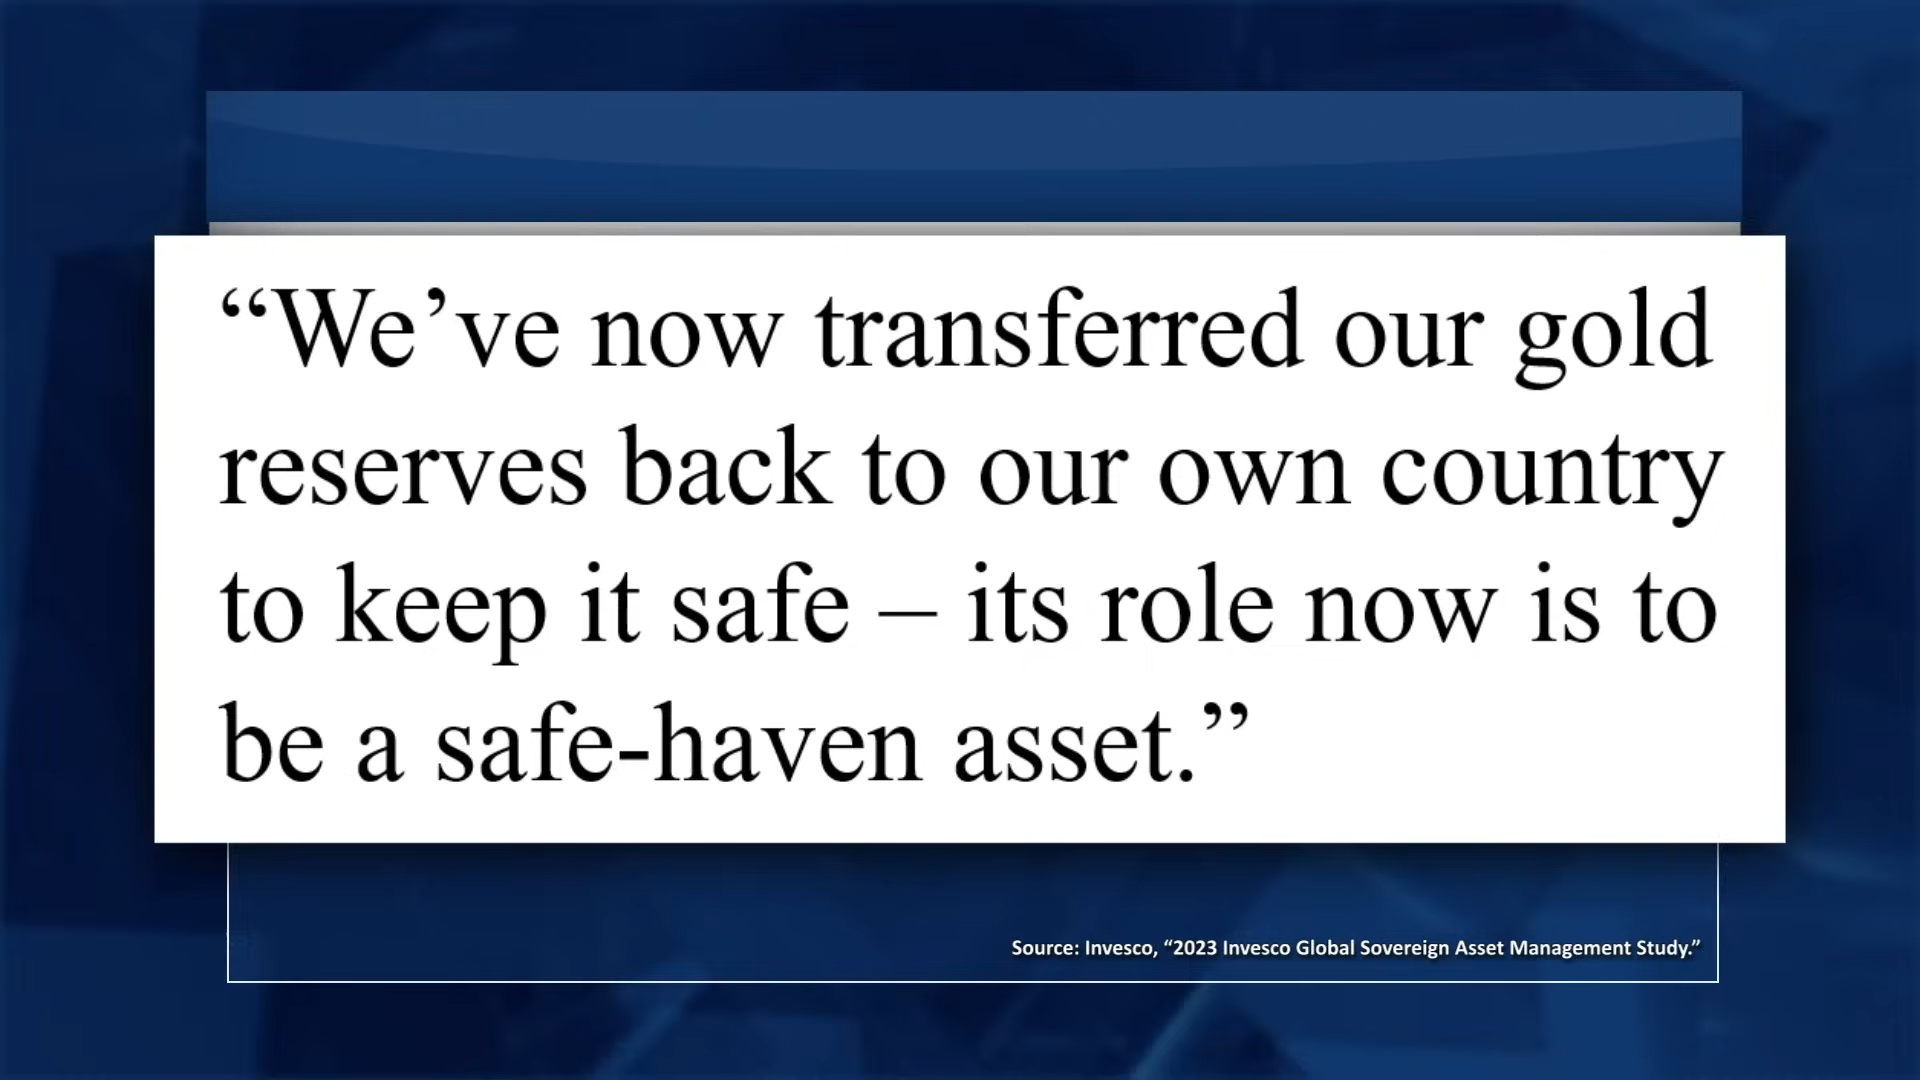 “We’ve now transferred our gold
reserves back to our own country
to keep it safe – its role now is to
be a safe-haven asset.”
Source: Invesco, “2023 Invesco Global Sovereign Asset Management Study.”